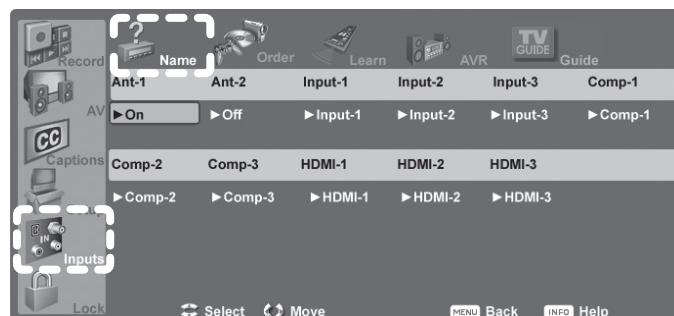 Record
Name
Order
Learn
AVR
TV GUIDE
Guide
Ant-1 Ant-2 Input-1 Input-2 Input-3 Comp-1
AV
►On ►Off ►Input-1 ►Input-2 ►Input-3 ►Comp-1
CC
Captions
Comp-2 Comp-3 HDMI-1 HDMI-2 HDMI-3
►Comp-2 ►Comp-3 ►HDMI-1 ►HDMI-2 ►HDMI-3
IN
Inputs
Lock
Select Move MENU Back INFO Help